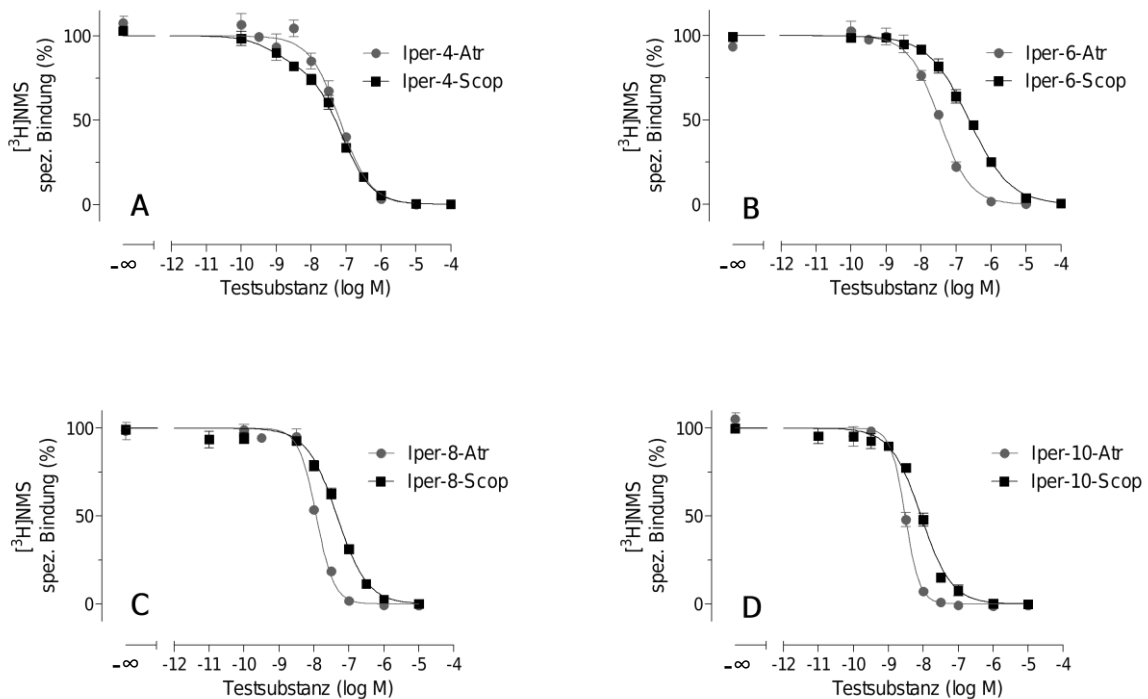 Iper-4-Atr
Iper-4-Scop
[³H]NMS
spez. Bindung (%)
100
50
0
A
-∞
-12 -11 -10 -9 -8 -7 -6 -5 -4
Testsubstanz (log M)
Iper-6-Atr
Iper-6-Scop
[³H]NMS
spez. Bindung (%)
100
50
0
B
-∞
-12 -11 -10 -9 -8 -7 -6 -5 -4
Testsubstanz (log M)
Iper-8-Atr
Iper-8-Scop
[³H]NMS
spez. Bindung (%)
100
50
0
C
-∞
-12 -11 -10 -9 -8 -7 -6 -5 -4
Testsubstanz (log M)
Iper-10-Atr
Iper-10-Scop
[³H]NMS
spez. Bindung (%)
100
50
0
D
-∞
-12 -11 -10 -9 -8 -7 -6 -5 -4
Testsubstanz (log M)